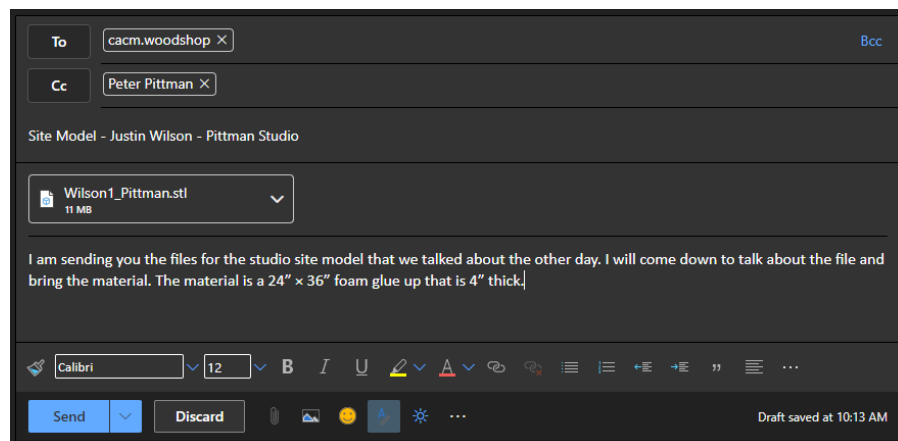 To
cacm.woodshop ×
Bcc
Cc
Peter Pittman ×
Site Model - Justin Wilson - Pittman Studio
Wilson1_Pittman.stl
11 MB
I am sending you the files for the studio site model that we talked about the other day. I will come down to talk about the file and
bring the material. The material is a 24″ × 36″ foam glue up that is 4″ thick.
Calibri 12 B I U A
Send Discard Draft saved at 10:13 AM